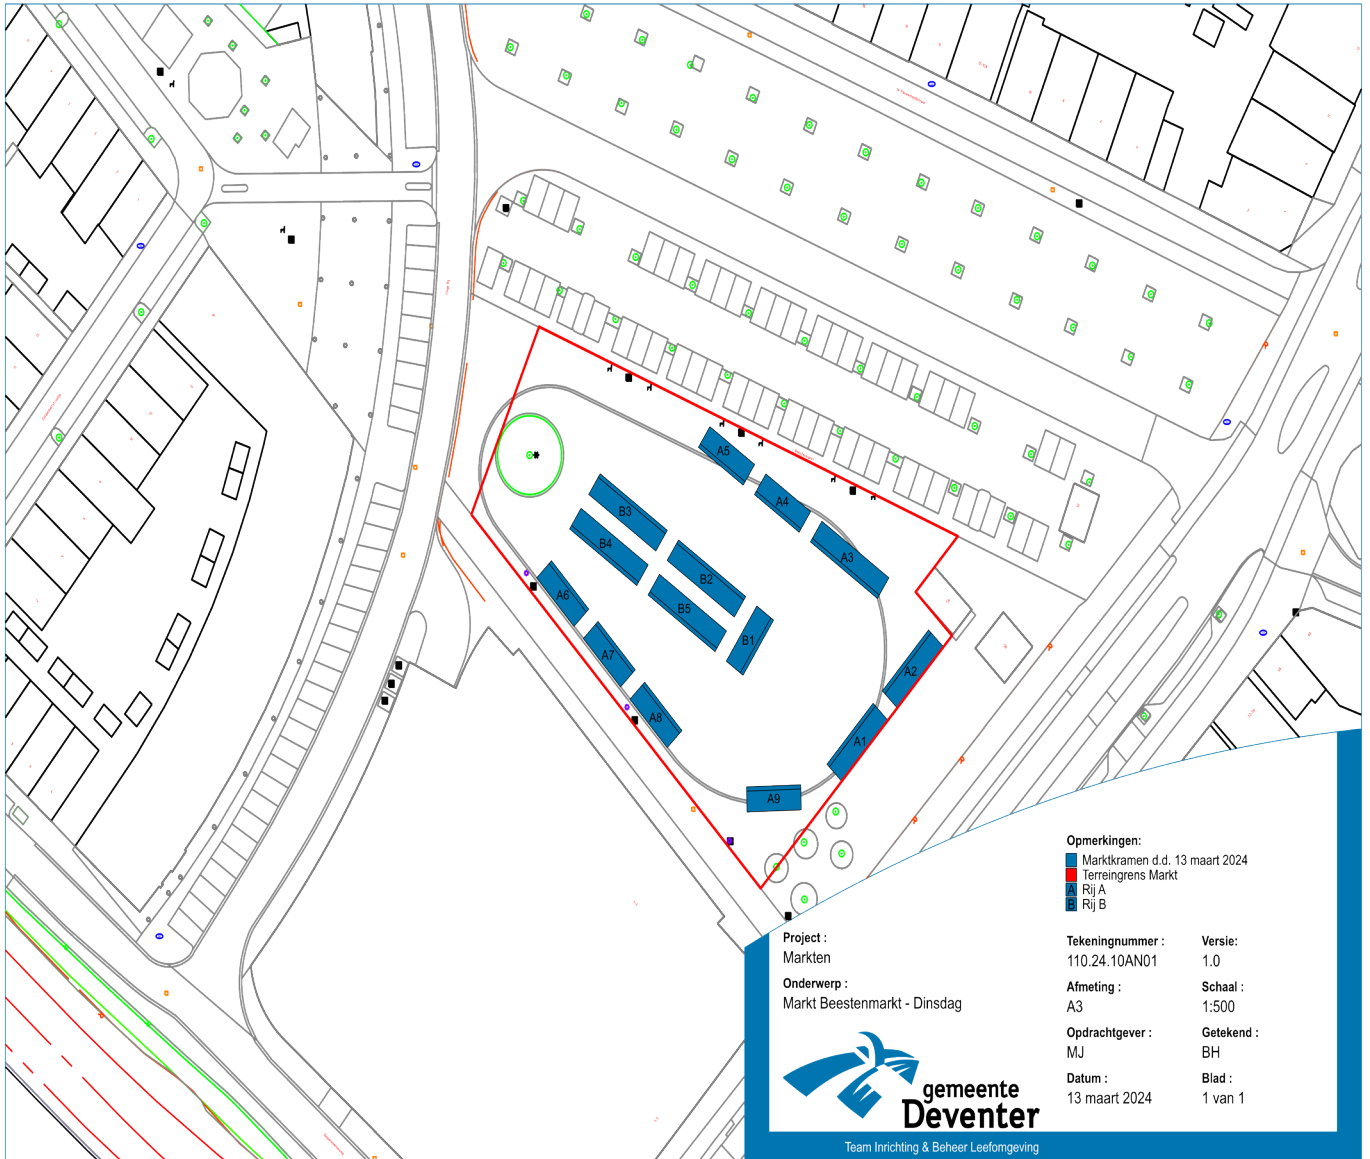 A5
A4
B3
A3
B4
B2
A6
B5
B1
A7
A2
A8
A1
A9
Opmerkingen:
Marktkramen d.d. 13 maart 2024
Terreingrens Markt
A Rij A
B Rij B
Project :
Markten
Onderwerp :
Markt Beestenmarkt - Dinsdag
Tekeningnummer : Versie:
110.24.10AN01 1.0
Afmeting : Schaal :
A3 1:500
Opdrachtgever : Getekend :
MJ BH
Datum : Blad :
13 maart 2024 1 van 1
gemeente
Deventer
Team Inrichting & Beheer Leefomgeving